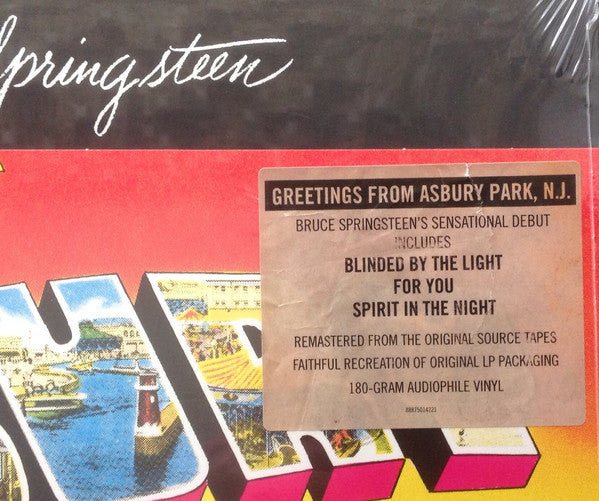 Springsteen
GREETINGS FROM ASBURY PARK, N.J.
BRUCE SPRINGSTEEN'S SENSATIONAL DEBUT
INCLUDES
BLINDED BY THE LIGHT
FOR YOU
SPIRIT IN THE NIGHT
REMASTERED FROM THE ORIGINAL SOURCE TAPES
FAITHFUL RECREATION OF ORIGINAL LP PACKAGING
180-GRAM AUDIOPHILE VINYL
88875014221